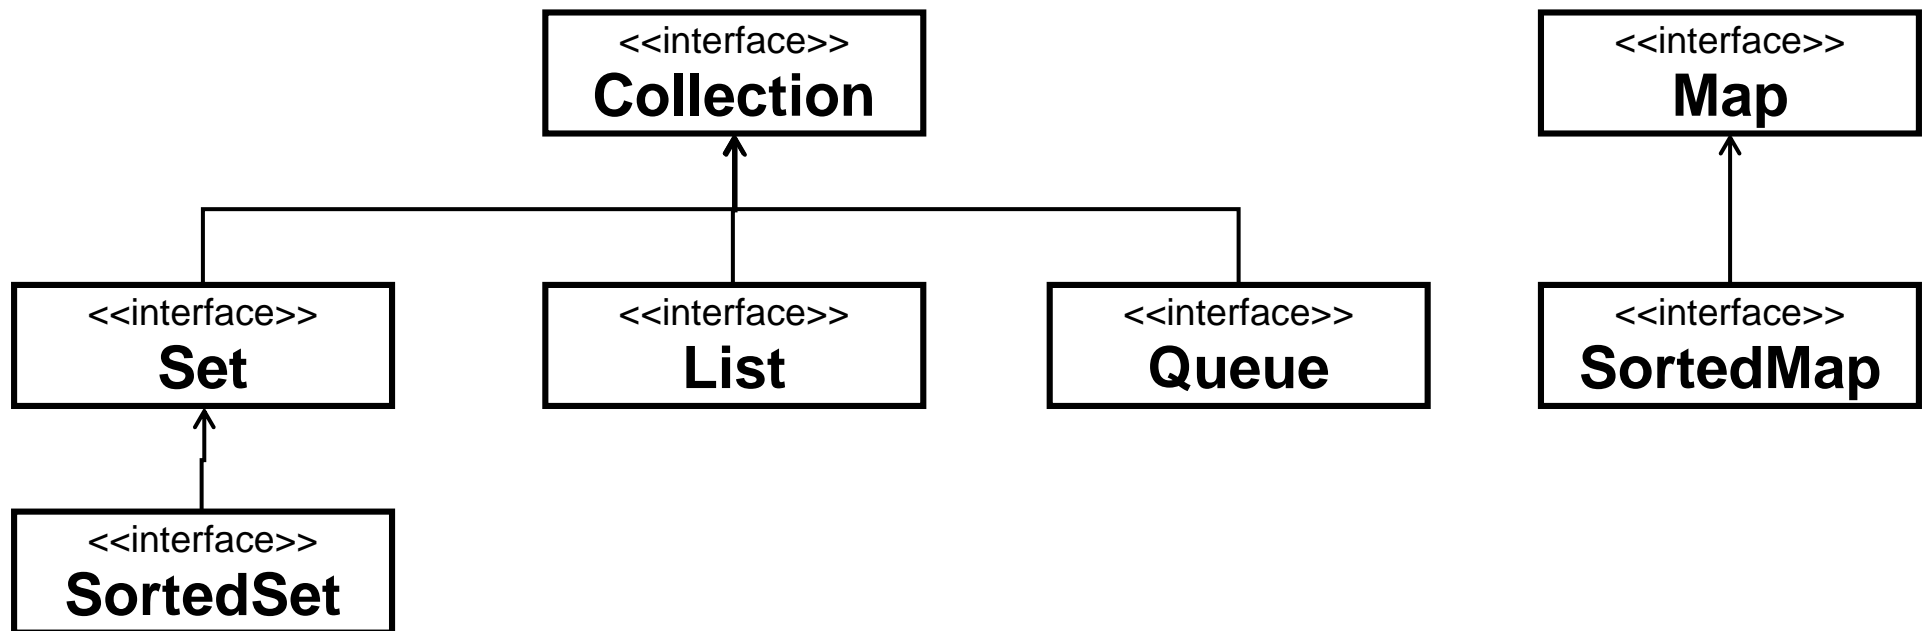 <<interface>>
Collection
<<interface>>
Map
<<interface>>
Set
<<interface>>
List
<<interface>>
Queue
<<interface>>
SortedMap
<<interface>>
SortedSet